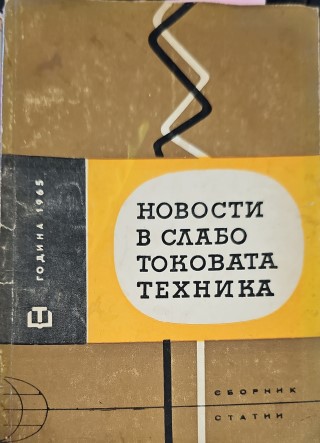 ГОДИНА 1965
НОВОСТИ
В СЛАБО
ТОКОВАТА
ТЕХНИКА
СБОРНИК
СТАТИИ